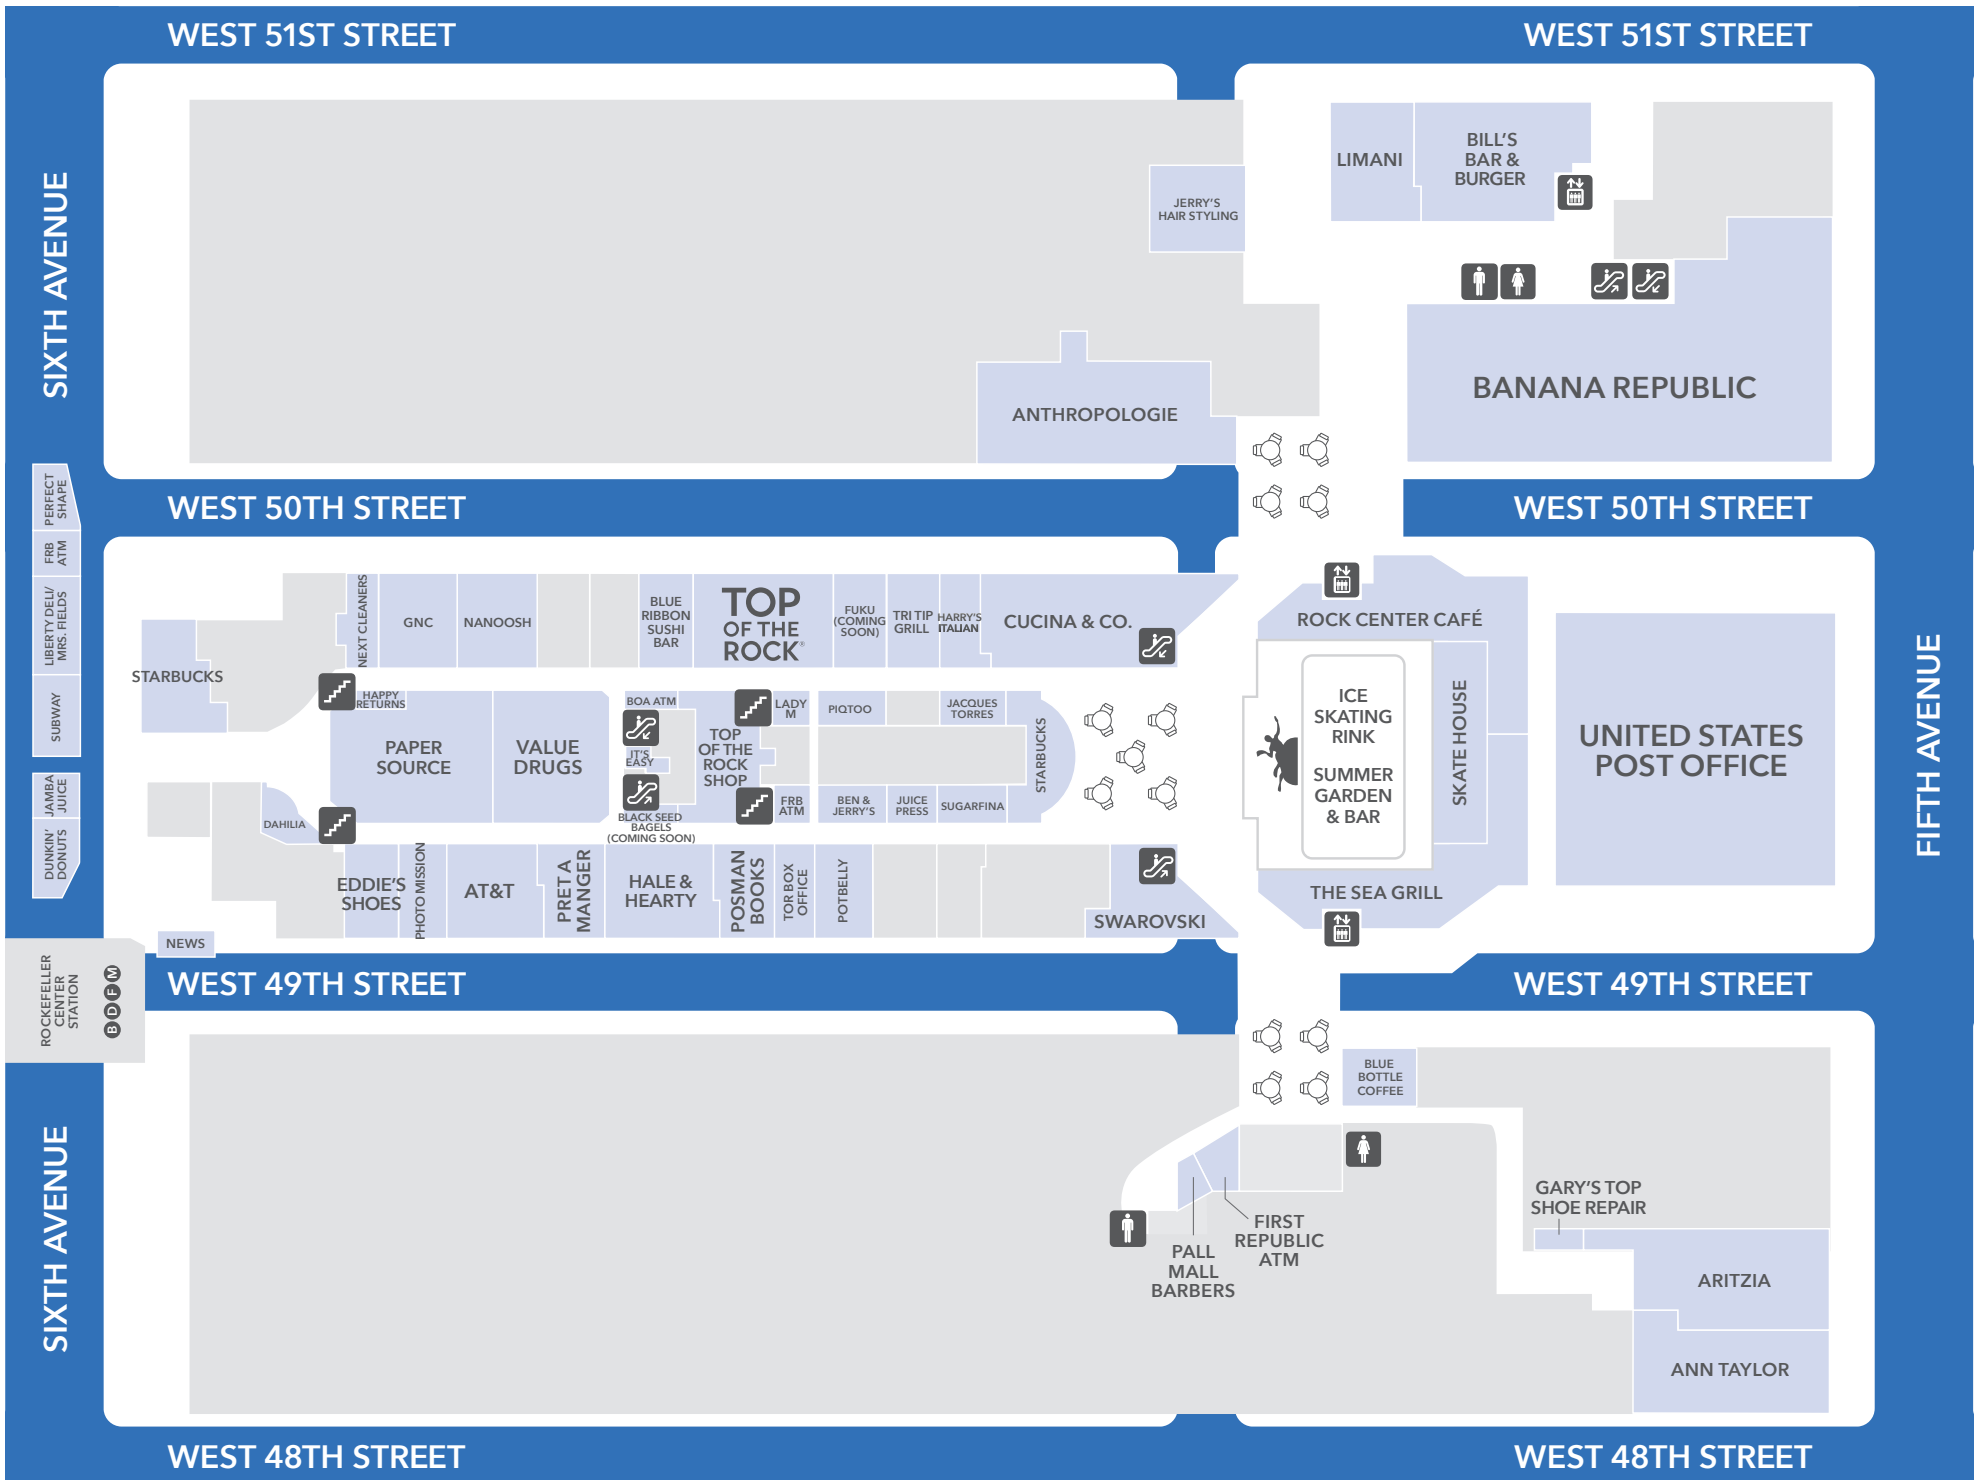 WEST 51ST STREET
WEST 51ST STREET
SIXTH AVENUE
JERRY'S
HAIR STYLING
LIMANI
BILL'S
BAR &
BURGER
BANANA REPUBLIC
ANTHROPOLOGIE
WEST 50TH STREET
WEST 50TH STREET
PERFECT
SHAPE
FRB
ATM
LIBERTY DELI/
MRS. FIELDS
SUBWAY
JAMBA
JUICE
DUNKIN'
DONUTS
STARBUCKS
NEXT CLEANERS
GNC
NANOOSH
BLUE
RIBBON
SUSHI
BAR
TOP
OF THE
ROCK®
FUKU
(COMING
SOON)
TRI TIP
GRILL
HARRY'S
ITALIAN
CUCINA & CO.
HAPPY
RETURNS
PAPER
SOURCE
VALUE
DRUGS
BOA ATM
IT'S
EASY
BLACK SEED
BAGELS
(COMING SOON)
TOP
OF THE
ROCK
SHOP
LADY
M
FRB
ATM
PIQTOO
JACQUES
TORRES
BEN &
JERRY'S
JUICE
PRESS
SUGARFINA
STARBUCKS
DAHILIA
EDDIE'S
SHOES
PHOTO MISSION
AT&T
PRET A
MANGER
HALE &
HEARTY
POSMAN
BOOKS
TOR BOX
OFFICE
POTBELLY
SWAROVSKI
ROCK CENTER CAFÉ
ICE
SKATING
RINK
SUMMER
GARDEN
& BAR
SKATE HOUSE
THE SEA GRILL
UNITED STATES
POST OFFICE
FIFTH AVENUE
NEWS
ROCKEFELLER
CENTER
STATION
B D F M
WEST 49TH STREET
WEST 49TH STREET
SIXTH AVENUE
BLUE
BOTTLE
COFFEE
PALL
MALL
BARBERS
FIRST
REPUBLIC
ATM
GARY'S TOP
SHOE REPAIR
ARITZIA
ANN TAYLOR
WEST 48TH STREET
WEST 48TH STREET